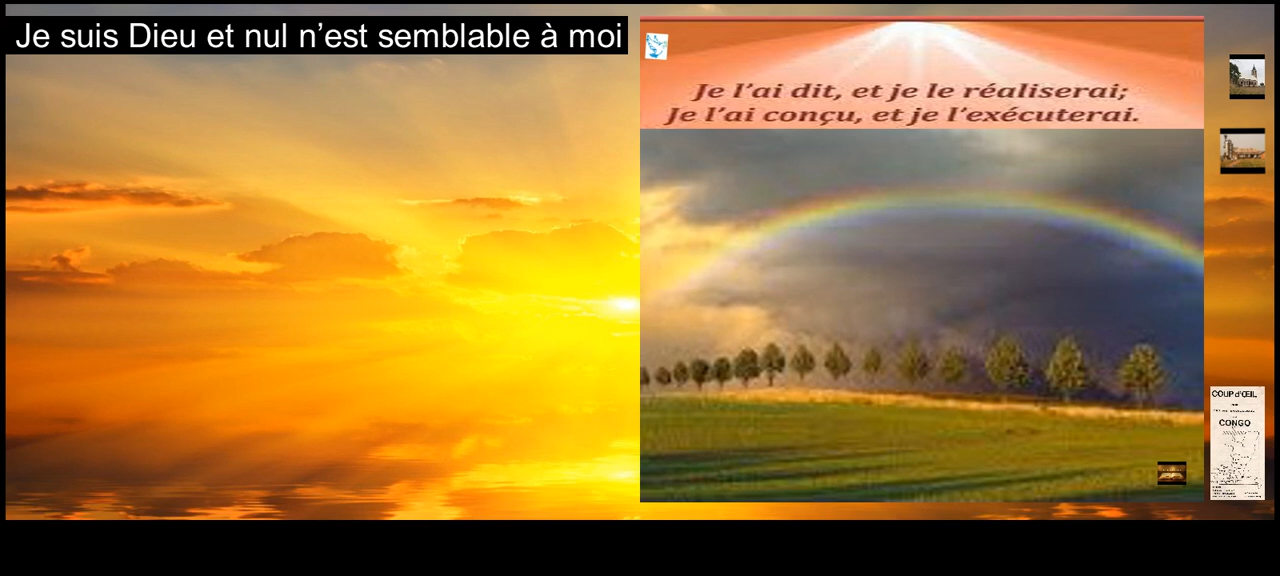 Je suis Dieu et nul n’est semblable à moi
Je l’ai dit, et je le réaliserai;
Je l’ai conçu, et je l’exécuterai.
COUP d’ŒIL
CONGO